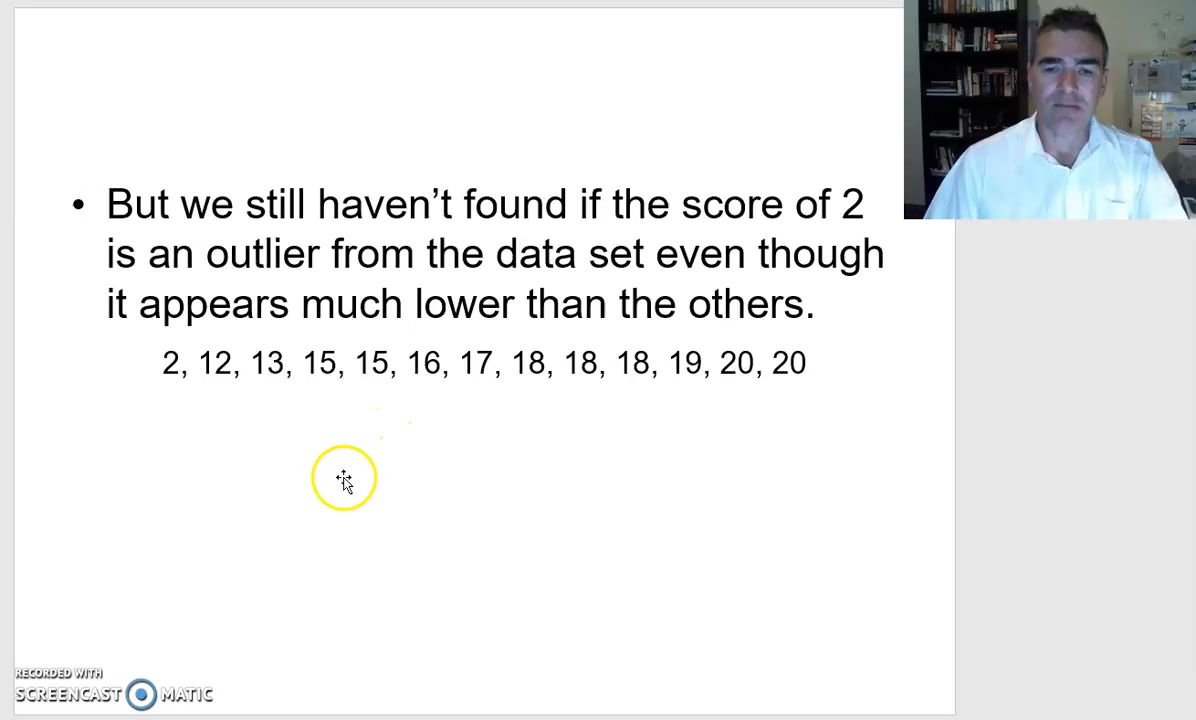 • But we still haven’t found if the score of 2
is an outlier from the data set even though
it appears much lower than the others.
2, 12, 13, 15, 15, 16, 17, 18, 18, 18, 19, 20, 20
RECORDED WITH
SCREENCAST MATIC